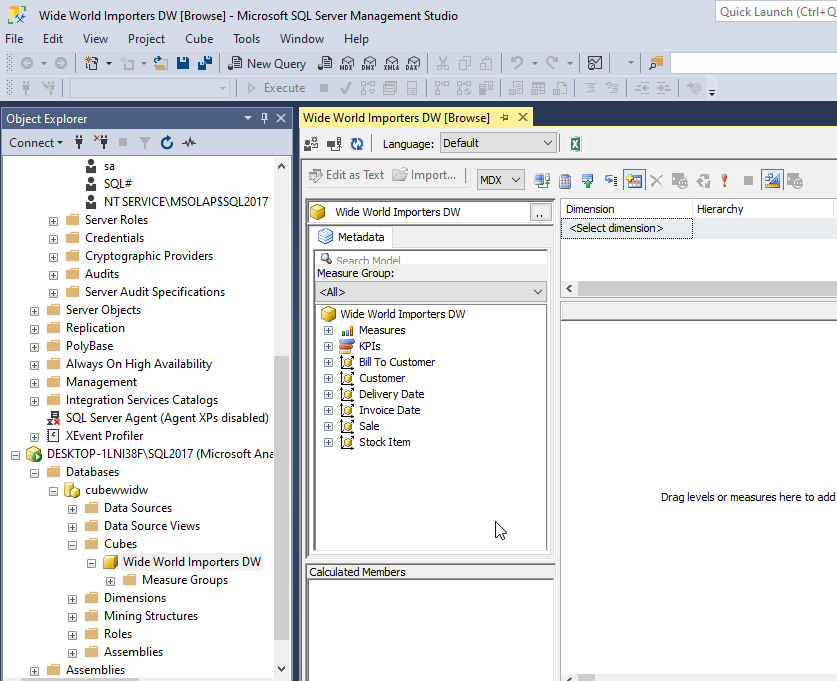 Wide World Importers DW [Browse] - Microsoft SQL Server Management Studio
Quick Launch (Ctrl+Q
File Edit View Project Cube Tools Window Help
New Query MDX DMX XMLA DAX
Execute
Object Explorer
Connect
sa
SQL#
NT SERVICE\MSOLAP$SQL2017
Server Roles
Credentials
Cryptographic Providers
Audits
Server Audit Specifications
Server Objects
Replication
PolyBase
Always On High Availability
Management
Integration Services Catalogs
SQL Server Agent (Agent XPs disabled)
XEvent Profiler
DESKTOP-1LNI38F\SQL2017 (Microsoft Ana
Databases
cubewwidw
Data Sources
Data Source Views
Cubes
Wide World Importers DW
Measure Groups
Dimensions
Mining Structures
Roles
Assemblies
Assemblies
Wide World Importers DW [Browse]
Language: Default
Edit as Text Import... MDX
Wide World Importers DW ..
Metadata
Search Model
Measure Group:
<All>
Wide World Importers DW
Measures
KPIs
Bill To Customer
Customer
Delivery Date
Invoice Date
Sale
Stock Item
Calculated Members
Dimension Hierarchy
<Select dimension>
Drag levels or measures here to add